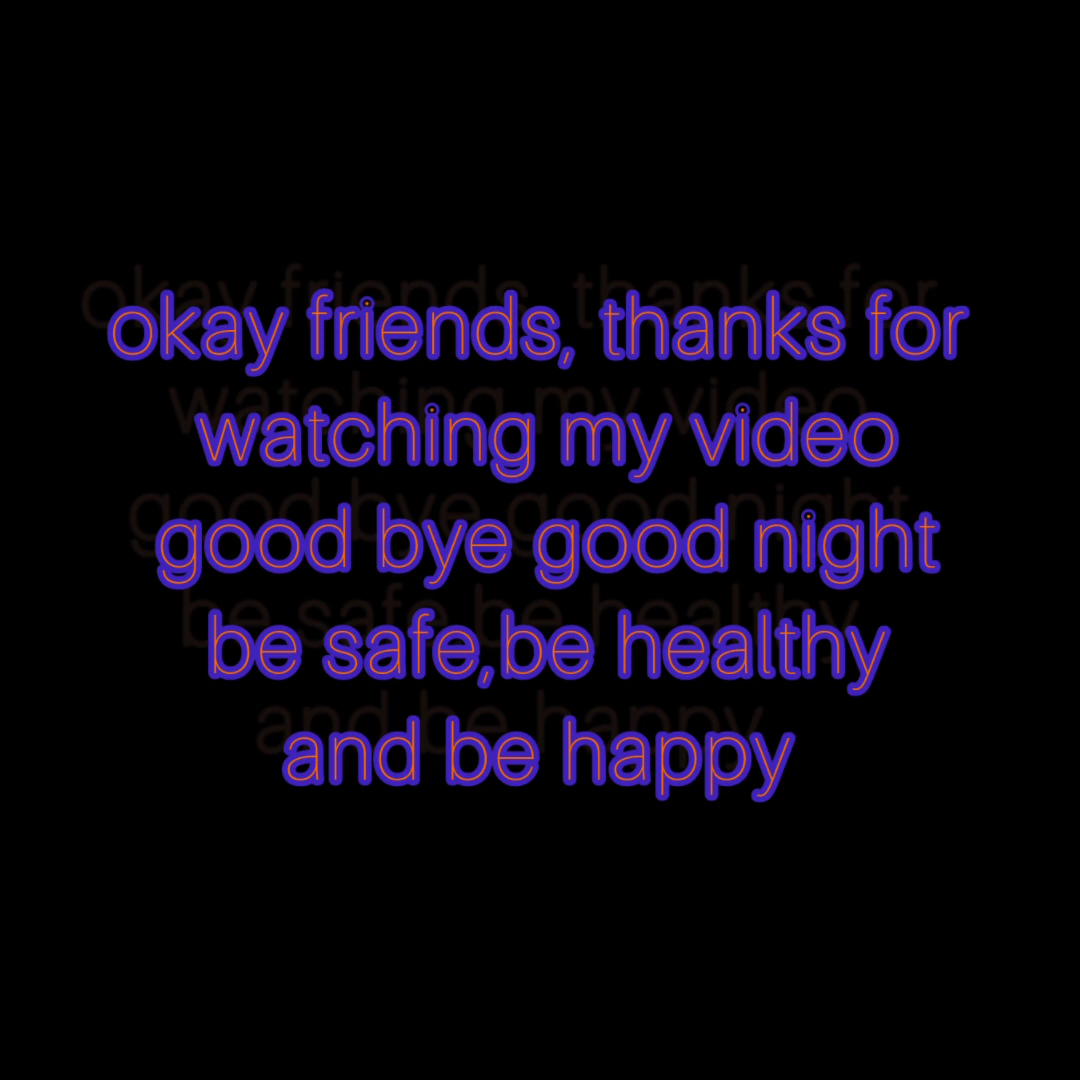 okay friends, thanks for
watching my video
good bye good night
be safe,be healthy
and be happy